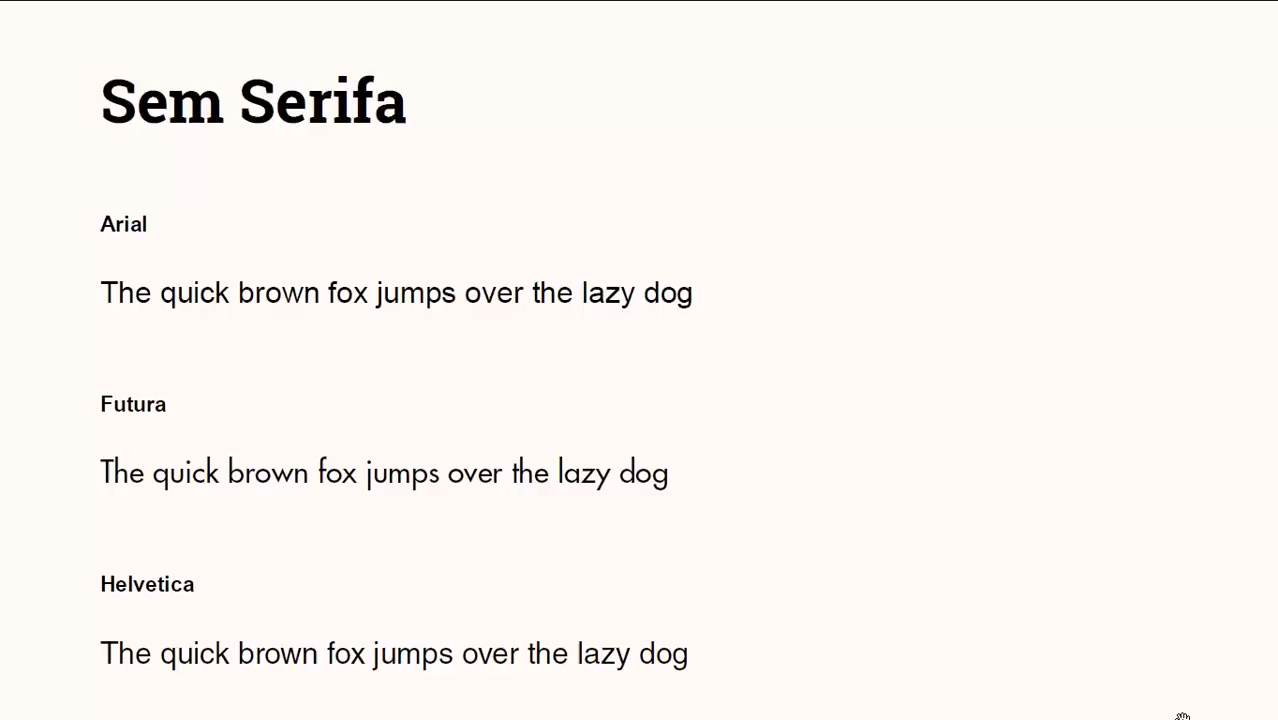 Sem Serifa
Arial
The quick brown fox jumps over the lazy dog
Futura
The quick brown fox jumps over the lazy dog
Helvetica
The quick brown fox jumps over the lazy dog